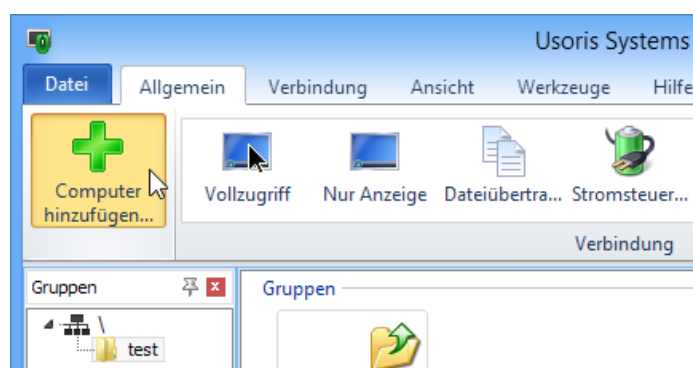 Usoris Systems
Datei Allgemein Verbindung Ansicht Werkzeuge Hilfe
Computer hinzufügen...
Vollzugriff Nur Anzeige Dateiübertra... Stromsteuer...
Verbindung
Gruppen
\
test
Gruppen